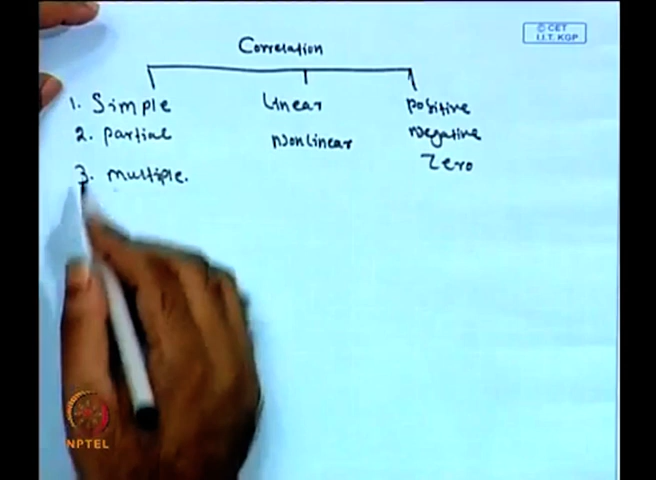 © CET
I.I.T. KGP
Correlation
1. Simple Linear positive
2. partial Nonlinear Negative
3. multiple. Zero
NPTEL